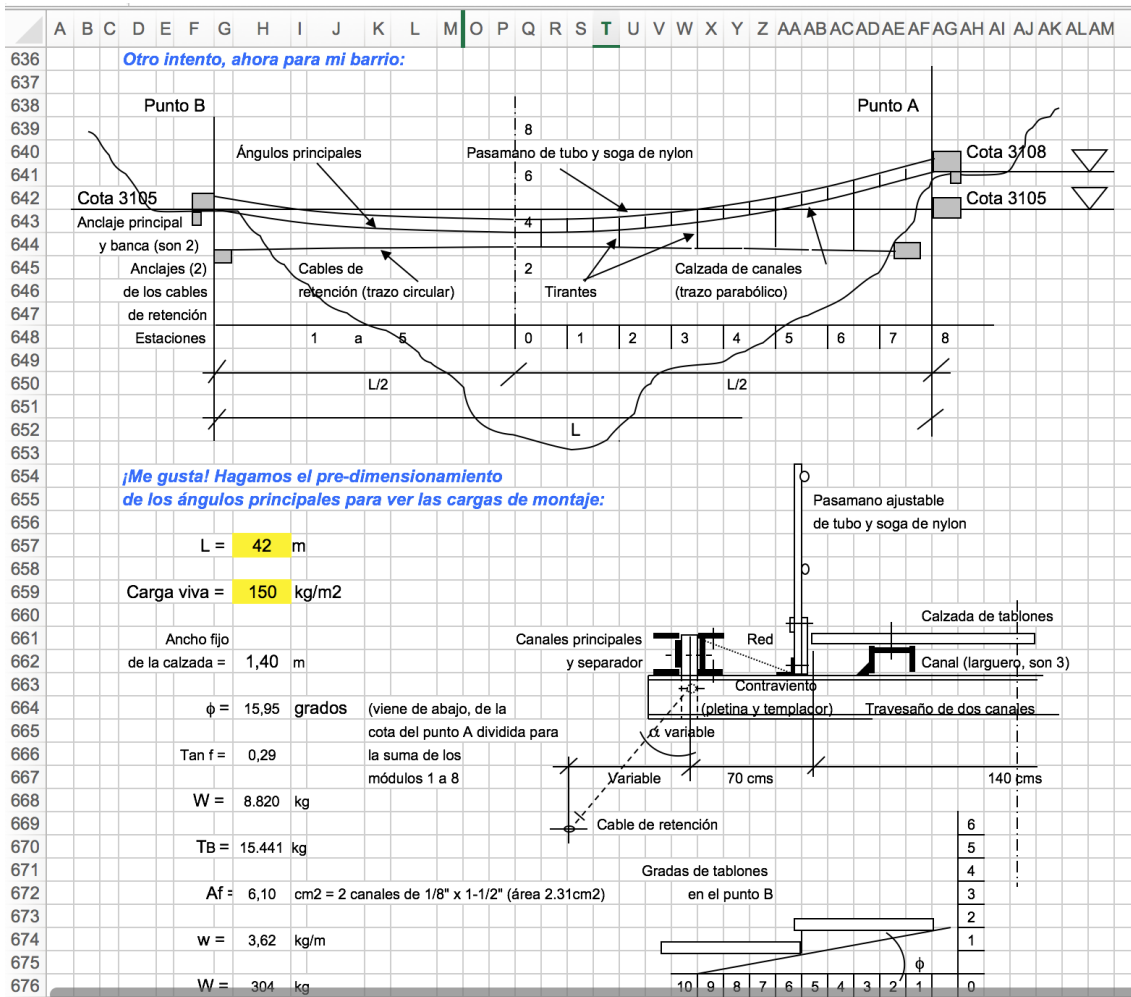 A B C D E F G H I J K L M O P Q R S T U V W X Y Z AA AB AC AD AE AF AG AH AI AJ AK AL AM
636 Otro intento, ahora para mi barrio:
637
638 Punto B Punto A
639 8
640 Ángulos principales Pasamano de tubo y soga de nylon Cota 3108
641 6
642 Cota 3105 Cota 3105
643 Anclaje principal 4
644 y banca (son 2)
645 Anclajes (2) Cables de 2 Calzada de canales
646 de los cables retención (trazo circular) Tirantes (trazo parabólico)
647 de retención
648 Estaciones 1 a 5 0 1 2 3 4 5 6 7 8
649
650 L/2 L/2
651
652 L
653
654 ¡Me gusta! Hagamos el pre-dimensionamiento
655 de los ángulos principales para ver las cargas de montaje: Pasamano ajustable
656 de tubo y soga de nylon
657 L = 42 m
658
659 Carga viva = 150 kg/m2
660 Calzada de tablones
661 Ancho fijo Canales principales Red
662 de la calzada = 1,40 m y separador Canal (larguero, son 3)
663 Contraviento
664 ϕ = 15,95 grados (viene de abajo, de la (pletina y templador) Travesaño de dos canales
665 cota del punto A dividida para α variable
666 Tan f = 0,29 la suma de los
667 módulos 1 a 8 Variable 70 cms 140 cms
668 W = 8.820 kg
669 Cable de retención 6
670 TB = 15.441 kg 5
671 Gradas de tablones 4
672 Af = 6,10 cm2 = 2 canales de 1/8" x 1-1/2" (área 2.31cm2) en el punto B 3
673 2
674 w = 3,62 kg/m 1
675 ϕ
676 W = 304 kg 10 9 8 7 6 5 4 3 2 1 0